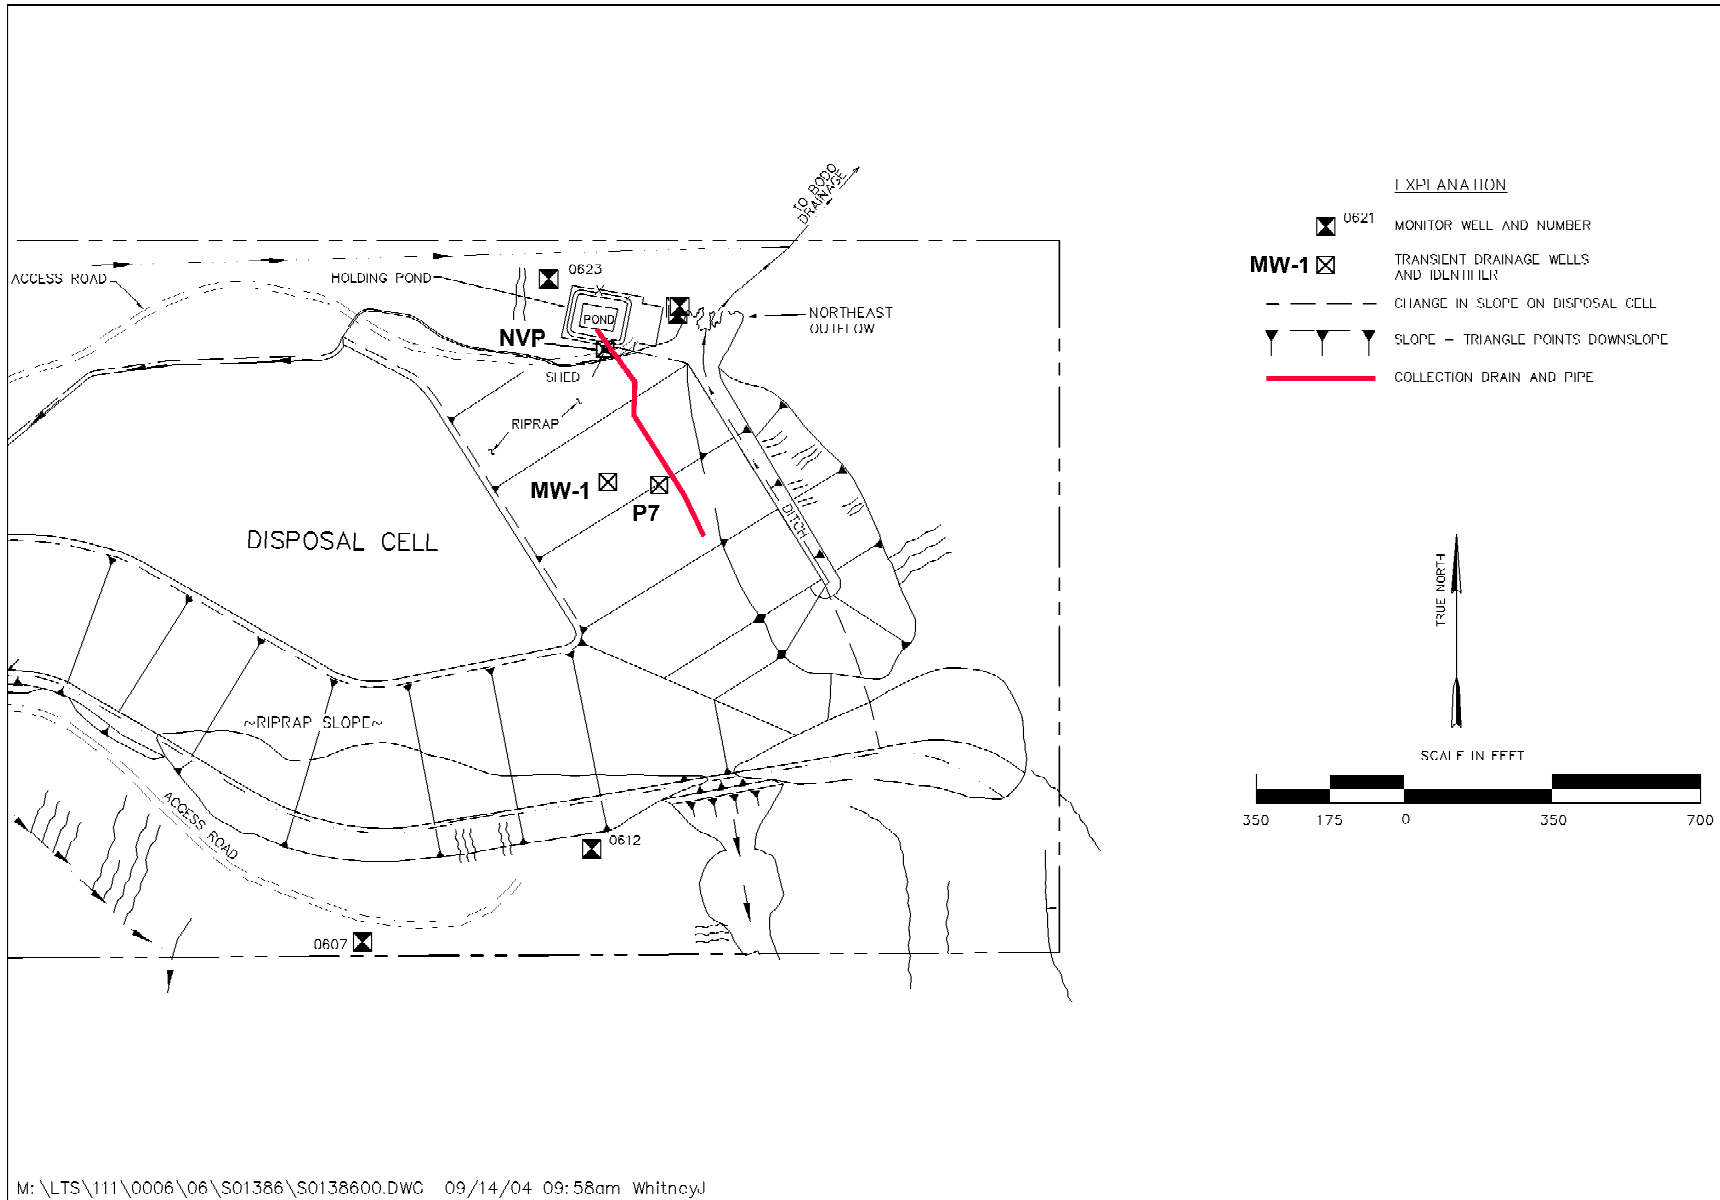 TO BODO
DRAINAGE
EXPLANATION
0621
MONITOR WELL AND NUMBER
MW-1
TRANSIENT DRAINAGE WELLS
AND IDENTIFIER
CHANGE IN SLOPE ON DISPOSAL CELL
SLOPE - TRIANGLE POINTS DOWNSLOPE
COLLECTION DRAIN AND PIPE
ACCESS ROAD
HOLDING POND
0623
POND
NORTHEAST
OUTFLOW
NVP
SHED
RIPRAP
MW-1
P7
DITCH
DISPOSAL CELL
TRUE NORTH
~RIPRAP SLOPE~
SCALE IN FEET
350 175 0 350 700
ACCESS ROAD
0612
0607
M:\LTS\111\0006\06\S01386\S0138600.DWG 09/14/04 09:58am WhitneyJ